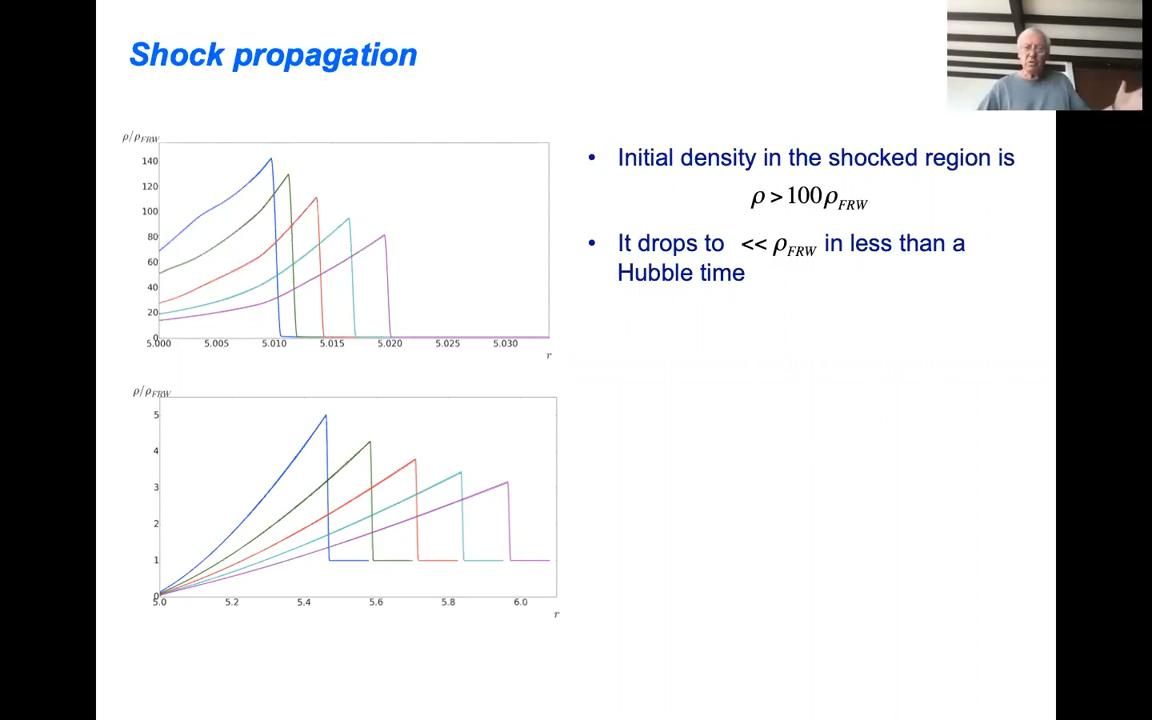 Shock propagation
ρ/ρFRW
140
120
100
80
60
40
20
0
5.000 5.005 5.010 5.015 5.020 5.025 5.030
r
• Initial density in the shocked region is
ρ > 100ρFRW
• It drops to << ρFRW in less than a
Hubble time
ρ/ρFRW
5
4
3
2
1
0
5.0 5.2 5.4 5.6 5.8 6.0
r